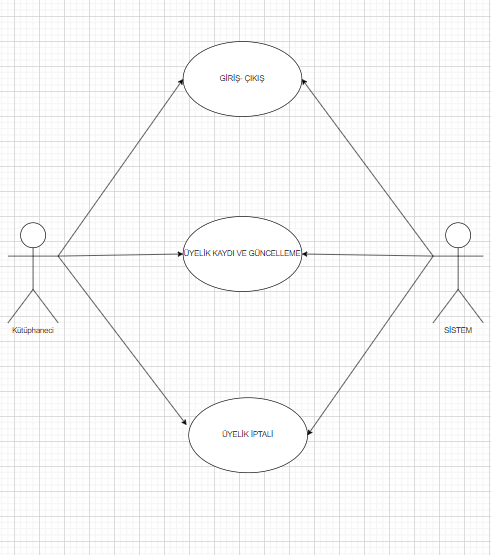 GİRİŞ- ÇIKIŞ
ÜYELİK KAYDI VE GÜNCELLEME
Kütüphaneci
SİSTEM
ÜYELİK İPTALİ